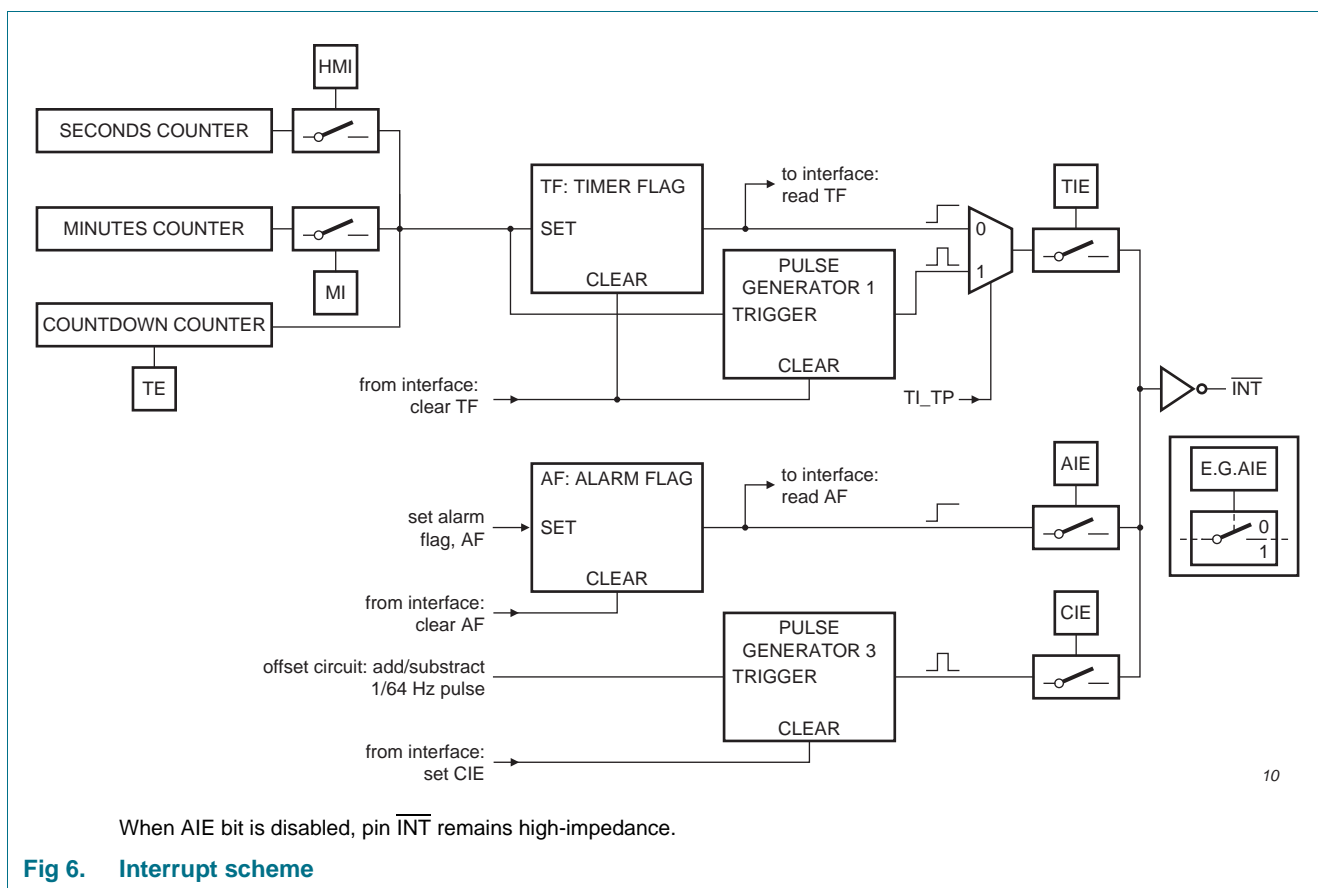 HMI
SECONDS COUNTER
MINUTES COUNTER
MI
COUNTDOWN COUNTER
TE
TF: TIMER FLAG
SET
CLEAR
to interface:
read TF
PULSE
GENERATOR 1
TRIGGER
CLEAR
0
1
TIE
from interface:
clear TF
TI_TP
INT
AF: ALARM FLAG
SET
CLEAR
to interface:
read AF
AIE
E.G.AIE
0
1
set alarm
flag, AF
from interface:
clear AF
PULSE
GENERATOR 3
TRIGGER
CLEAR
CIE
offset circuit: add/substract
1/64 Hz pulse
from interface:
set CIE
10
When AIE bit is disabled, pin INT remains high-impedance.
Fig 6. Interrupt scheme